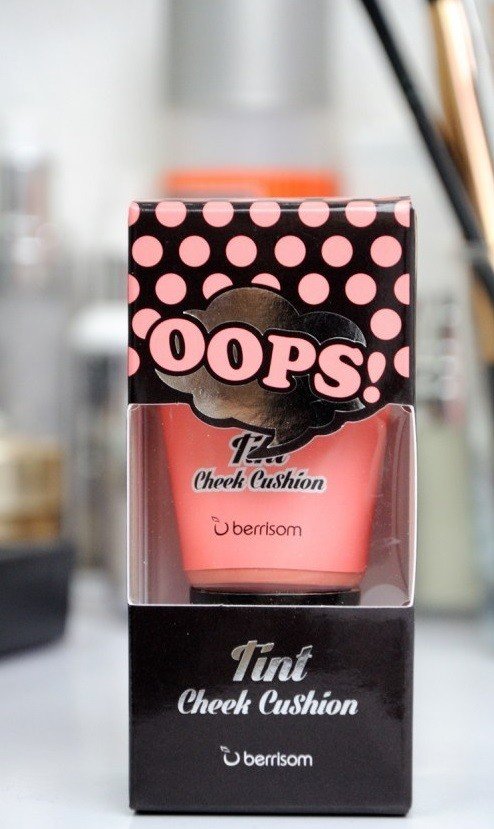 OOPS!
Tint
Cheek Cushion
berrisom
Tint
Cheek Cushion
berrisom